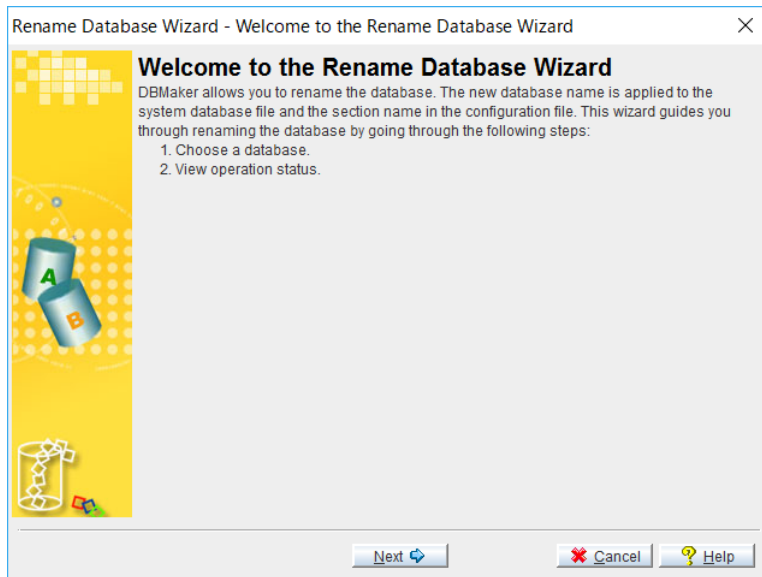 Rename Database Wizard - Welcome to the Rename Database Wizard
Welcome to the Rename Database Wizard
DBMaker allows you to rename the database. The new database name is applied to the
system database file and the section name in the configuration file. This wizard guides you
through renaming the database by going through the following steps:
1. Choose a database.
2. View operation status.
A
B
Next
Cancel
Help